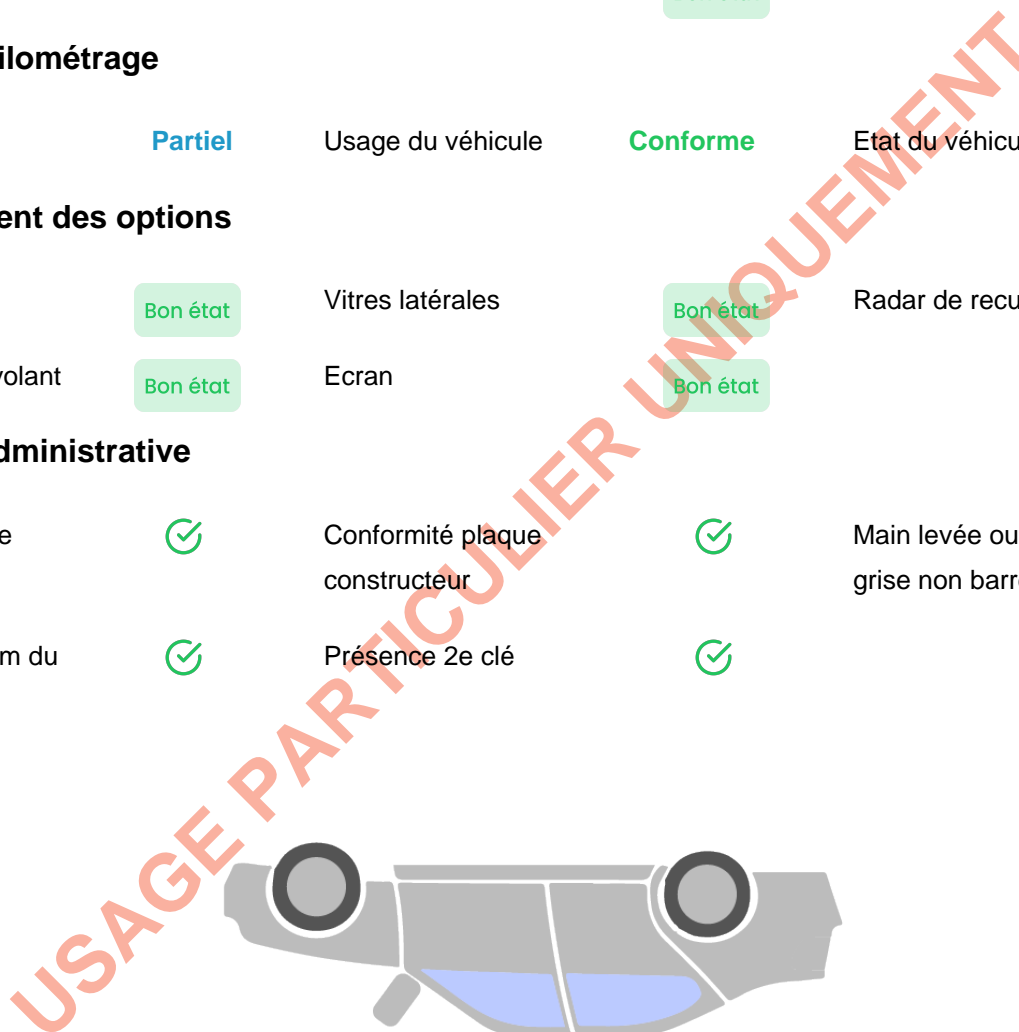 ilométrage
Partiel Usage du véhicule Conforme Etat du véhicu
ent des options
Bon état Vitres latérales Bon état Radar de recu
volant Bon état Ecran Bon état
dministrative
e Conformité plaque Main levée ou
constructeur grise non barr
m du Présence 2e clé
USAGE PARTICULIER UNIQUEMENT